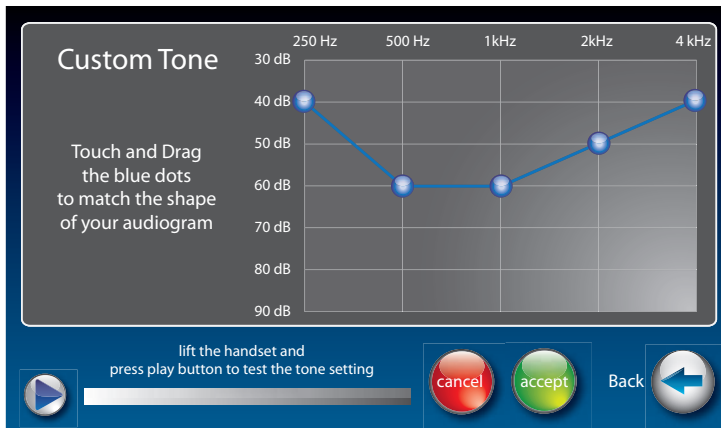 Custom Tone
Touch and Drag
the blue dots
to match the shape
of your audiogram
250 Hz 500 Hz 1kHz 2kHz 4 kHz
30 dB
40 dB
50 dB
60 dB
70 dB
80 dB
90 dB
lift the handset and
press play button to test the tone setting
cancel accept Back